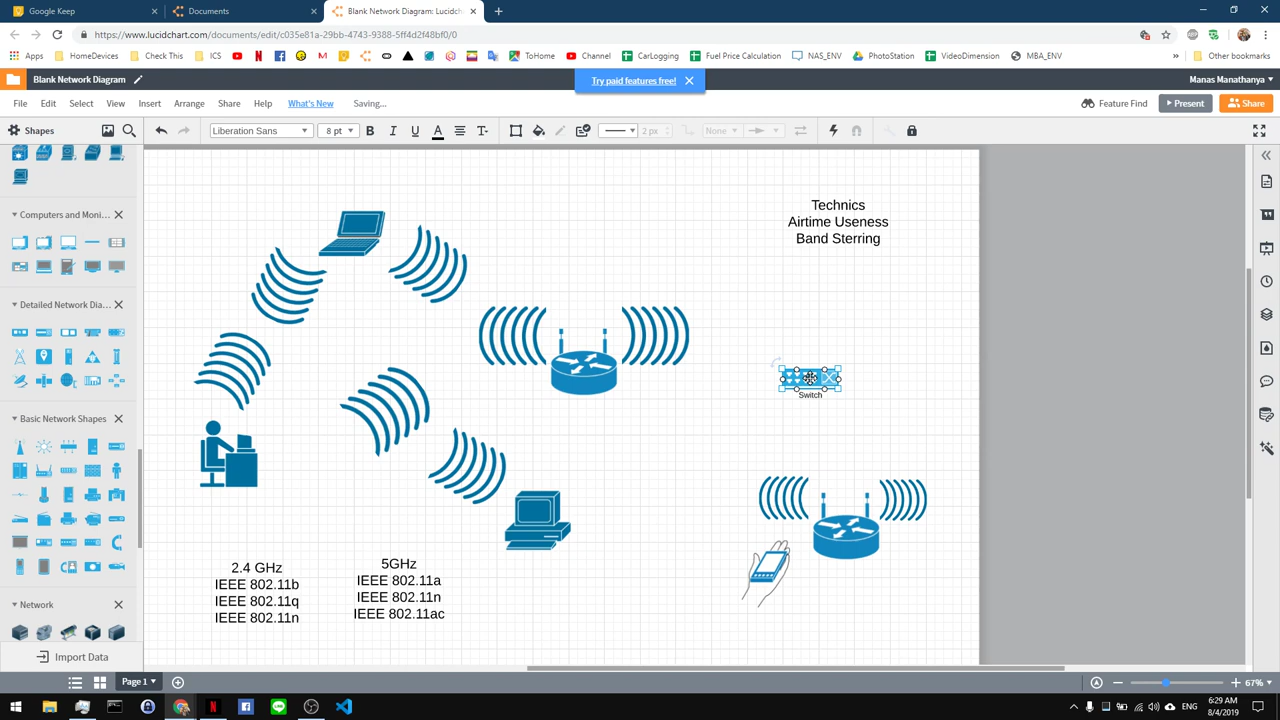 Google Keep
Documents
Blank Network Diagram: Lucidch
https://www.lucidchart.com/documents/edit/c035e81a-29bb-4743-9388-5ff4d2f48bf0/0
Apps
HomeDevices
Check This
ICS
ToHome
Channel
CarLogging
Fuel Price Calculation
NAS_ENV
PhotoStation
VideoDimension
MBA_ENV
Other bookmarks
Blank Network Diagram
Try paid features free!
Manas Manathanya
File Edit Select View Insert Arrange Share Help What's New Saving...
Feature Find
Present
Share
Shapes
Liberation Sans
8 pt
2 px
None
Computers and Moni...
Detailed Network Dia...
Basic Network Shapes
Network
Import Data
Technics
Airtime Useness
Band Sterring
Switch
2.4 GHz
IEEE 802.11b
IEEE 802.11q
IEEE 802.11n
5GHz
IEEE 802.11a
IEEE 802.11n
IEEE 802.11ac
Page 1
67%
ENG
6:29 AM
8/4/2019